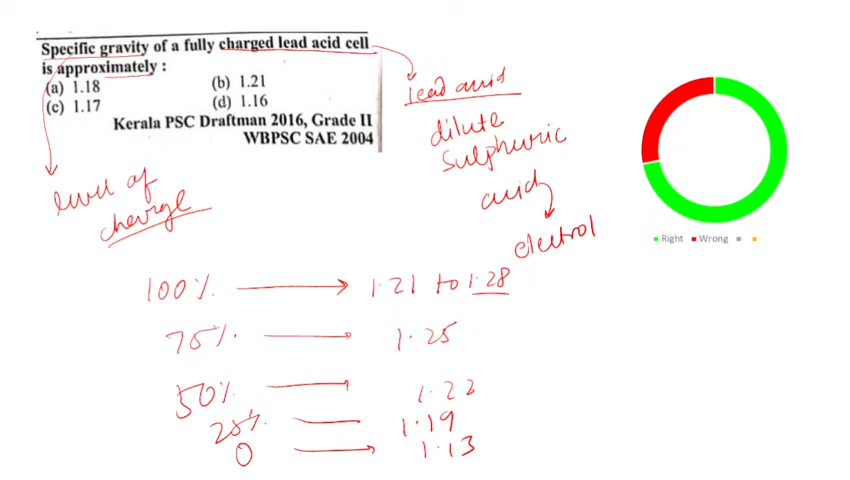 Specific gravity of a fully charged lead acid cell
is approximately :
(a) 1.18 (b) 1.21
(c) 1.17 (d) 1.16
Kerala PSC Draftman 2016, Grade II
WBPSC SAE 2004
lead acid
dilute
Sulphuric
acid
electrol
level of
charge
Right Wrong
100% 1.21 to 1.28
75% 1.25
50% 1.22
25% 1.19
0 1.13